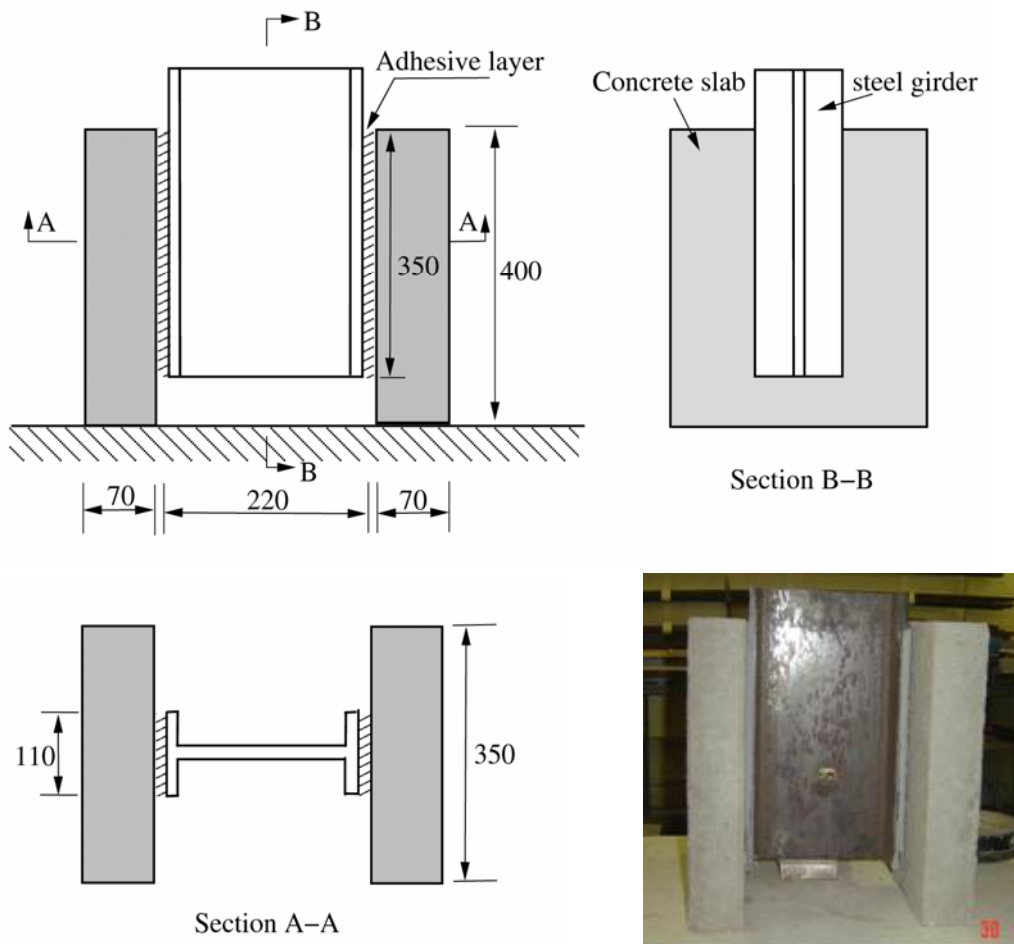 B
Adhesive layer
A
A
350
400
B
70
220
70
Concrete slab
steel girder
Section B–B
110
350
Section A–A
30